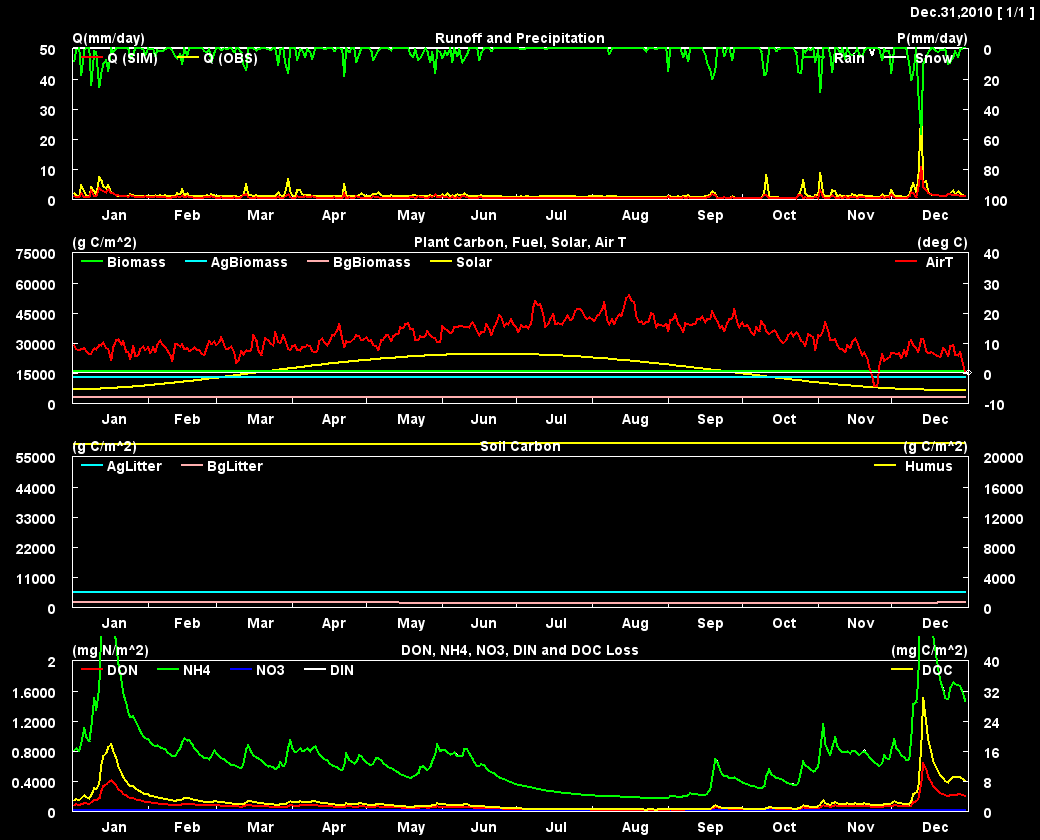 Dec.31,2010 [ 1/1 ]
Q(mm/day) Runoff and Precipitation P(mm/day)
50 0
Q (SIM) Q (OBS) Rain Snow
40 20
30 40
20 60
10 80
0 100
Jan Feb Mar Apr May Jun Jul Aug Sep Oct Nov Dec
(g C/m^2) Plant Carbon, Fuel, Solar, Air T (deg C)
75000 40
Biomass AgBiomass BgBiomass Solar AirT
60000 30
45000 20
30000 10
15000 0
0 -10
Jan Feb Mar Apr May Jun Jul Aug Sep Oct Nov Dec
(g C/m^2) Soil Carbon (g C/m^2)
55000 20000
AgLitter BgLitter Humus
44000 16000
33000 12000
22000 8000
11000 4000
0 0
Jan Feb Mar Apr May Jun Jul Aug Sep Oct Nov Dec
(mg N/m^2) DON, NH4, NO3, DIN and DOC Loss (mg C/m^2)
2 40
DON NH4 NO3 DIN DOC
1.6000 32
1.2000 24
0.8000 16
0.4000 8
0 0
Jan Feb Mar Apr May Jun Jul Aug Sep Oct Nov Dec